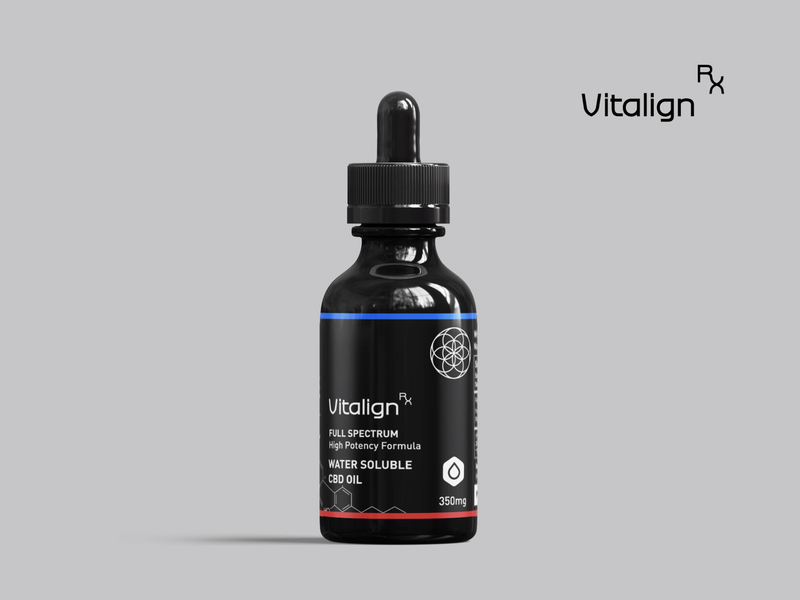 Vitalign Rx
Vitalign Rx
FULL SPECTRUM
High Potency Formula
WATER SOLUBLE
CBD OIL
350mg